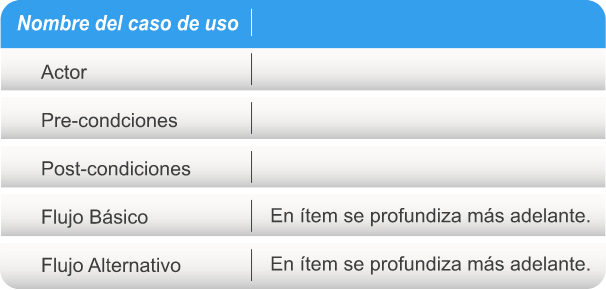 Nombre del caso de uso
Actor
Pre-condciones
Post-condiciones
Flujo Básico En ítem se profundiza más adelante.
Flujo Alternativo En ítem se profundiza más adelante.